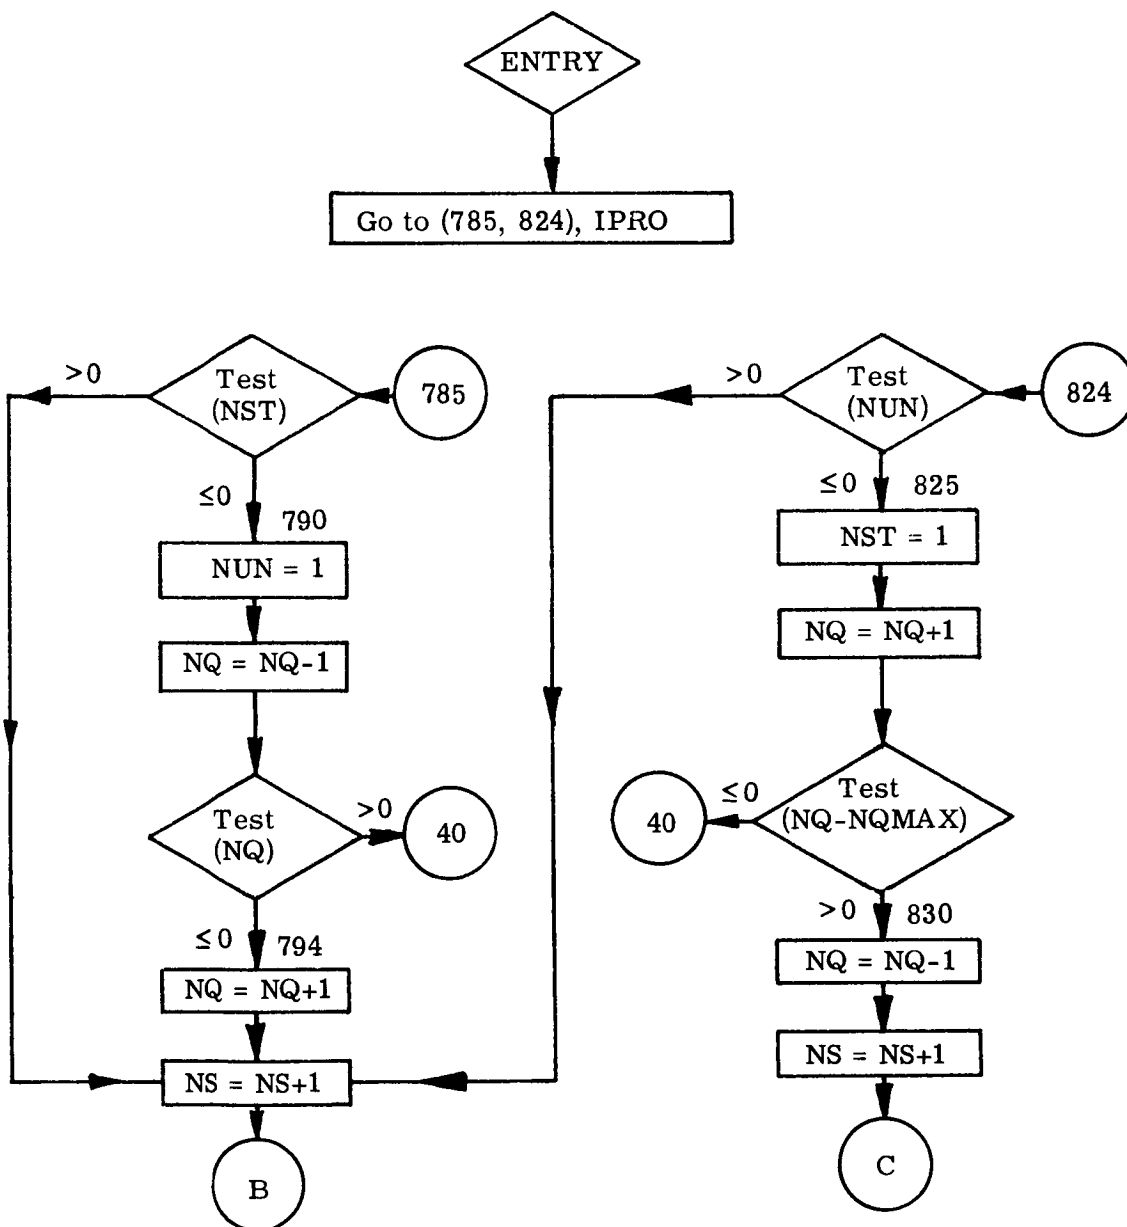 ENTRY
Go to (785, 824), IPRO
>0
Test
(NST)
785
≤0
790
NUN = 1
NQ = NQ-1
Test
(NQ)
>0
40
≤0
794
NQ = NQ+1
NS = NS+1
B
>0
Test
(NUN)
824
≤0
825
NST = 1
NQ = NQ+1
40
≤0
Test
(NQ-NQMAX)
>0
830
NQ = NQ-1
NS = NS+1
C